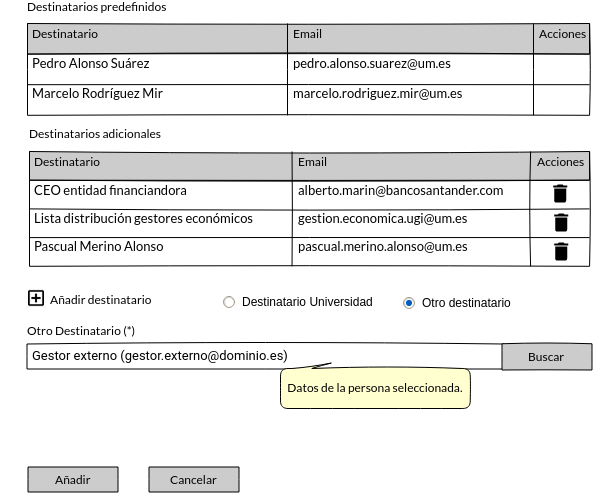 Destinatarios predefinidos
Destinatario Email Acciones
Pedro Alonso Suárez pedro.alonso.suarez@um.es
Marcelo Rodríguez Mir marcelo.rodriguez.mir@um.es
Destinatarios adicionales
Destinatario Email Acciones
CEO entidad financiandora alberto.marin@bancosantander.com
Lista distribución gestores económicos gestion.economica.ugi@um.es
Pascual Merino Alonso pascual.merino.alonso@um.es
Añadir destinatario Destinatario Universidad Otro destinatario
Otro Destinatario (*)
Gestor externo (gestor.externo@dominio.es) Buscar
Datos de la persona seleccionada.
Añadir Cancelar